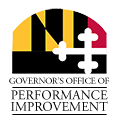 GOVERNOR'S OFFICE OF
PERFORMANCE
IMPROVEMENT